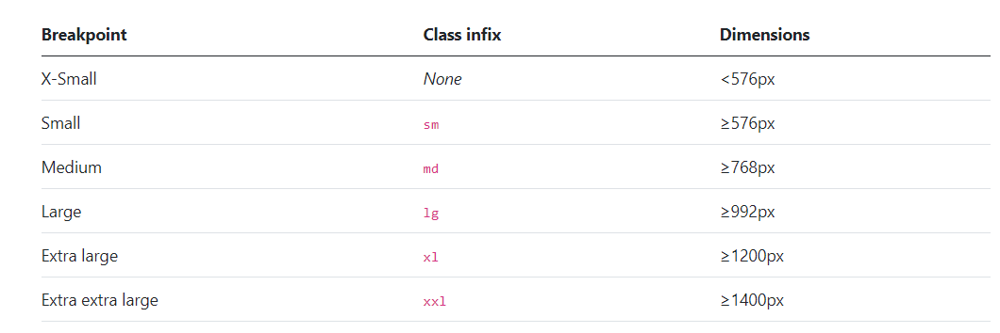 Breakpoint Class infix Dimensions
X-Small None <576px
Small sm ≥576px
Medium md ≥768px
Large lg ≥992px
Extra large xl ≥1200px
Extra extra large xxl ≥1400px